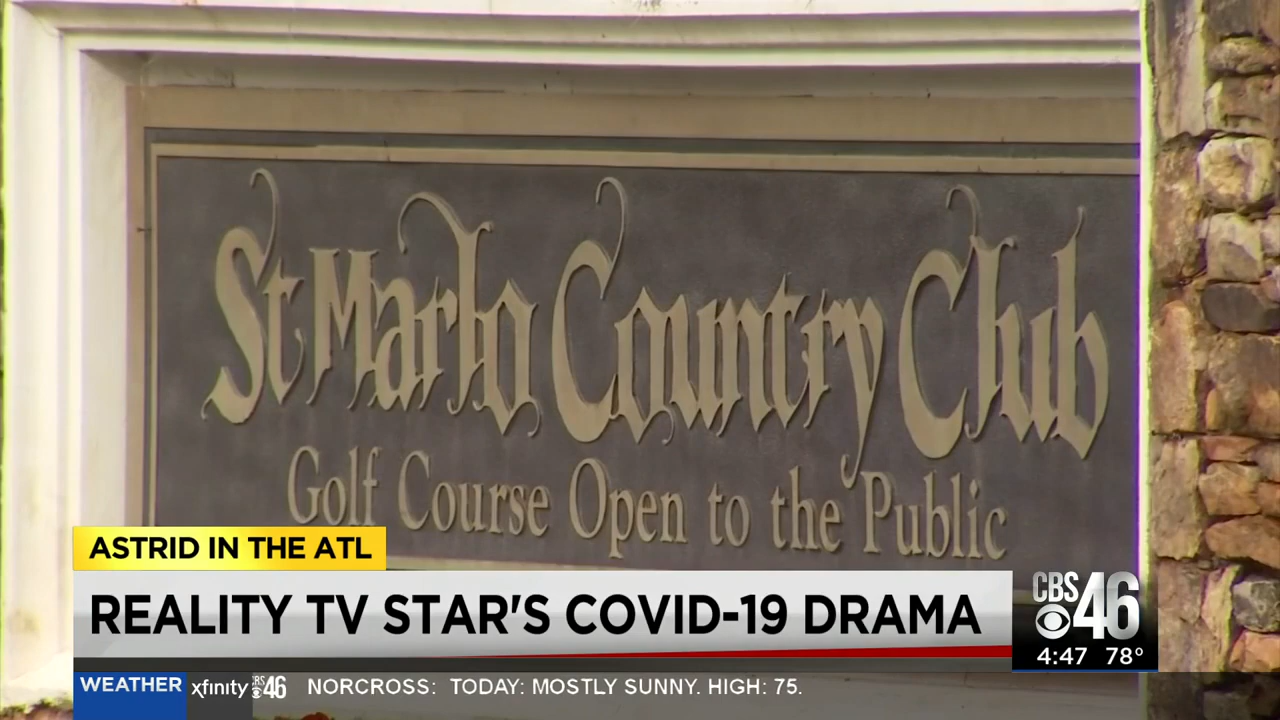 St Marlo Country Club
Golf Course Open to the Public
ASTRID IN THE ATL
REALITY TV STAR'S COVID-19 DRAMA
CBS 46
4:47 78°
WEATHER xfinity CBS 46 NORCROSS: TODAY: MOSTLY SUNNY. HIGH: 75.